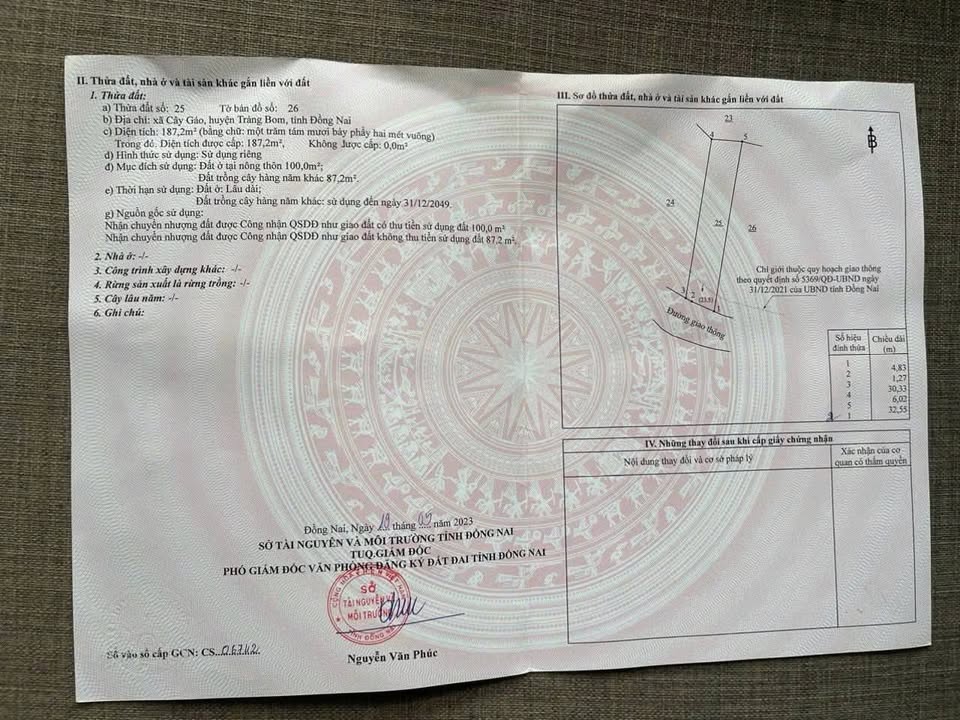 II. Thửa đất, nhà ở và tài sản khác gắn liền với đất
1. Thửa đất:
a) Thửa đất số: 25 Tờ bản đồ số: 26
b) Địa chỉ: xã Cây Gáo, huyện Trảng Bom, tỉnh Đồng Nai
c) Diện tích: 187,2m² (bằng chữ: một trăm tám mươi bảy phẩy hai mét vuông)
Trong đó. Diện tích được cấp: 187,2m², Không được cấp: 0,0m²
d) Hình thức sử dụng: Sử dụng riêng
đ) Mục đích sử dụng: Đất ở tại nông thôn 100,0m²;
Đất trồng cây hàng năm khác 87,2m².
e) Thời hạn sử dụng: Đất ở: Lâu dài;
Đất trồng cây hàng năm khác: sử dụng đến ngày 31/12/2049.
g) Nguồn gốc sử dụng:
Nhận chuyển nhượng đất được Công nhận QSDĐ như giao đất có thu tiền sử dụng đất 100,0 m²
Nhận chuyển nhượng đất được Công nhận QSDĐ như giao đất không thu tiền sử dụng đất 87,2 m².
2. Nhà ở: -/-
3. Công trình xây dựng khác: -/-
4. Rừng sản xuất là rừng trồng: -/-
5. Cây lâu năm: -/-
6. Ghi chú:
Đồng Nai, Ngày 19 tháng 09 năm 2023
SỞ TÀI NGUYÊN VÀ MÔI TRƯỜNG TỈNH ĐỒNG NAI
TUQ.GIÁM ĐỐC
PHÓ GIÁM ĐỐC VĂN PHÒNG ĐĂNG KÝ ĐẤT ĐAI TỈNH ĐỒNG NAI
SỞ
TÀI NGUYÊN VÀ
MÔI TRƯỜNG
TỈNH ĐỒNG NAI
Nguyễn Văn Phúc
Số vào sổ cấp GCN: CS
III. Sơ đồ thửa đất, nhà ở và tài sản khác gắn liền với đất
23
B
4 5
24
25
26
Chỉ giới thuộc quy hoạch giao thông
theo quyết định số 5369/QĐ-UBND ngày
31/12/2021 của UBND tỉnh Đồng Nai
3 2 (23.5) 1
Đường giao thông
Số hiệu đỉnh thửa Chiều dài (m)
1
4,83
2
1,27
3
30,33
4
6,02
5
32,55
1
IV. Những thay đổi sau khi cấp giấy chứng nhận
Nội dung thay đổi và cơ sở pháp lý
Xác nhận của cơ
quan có thẩm quyền